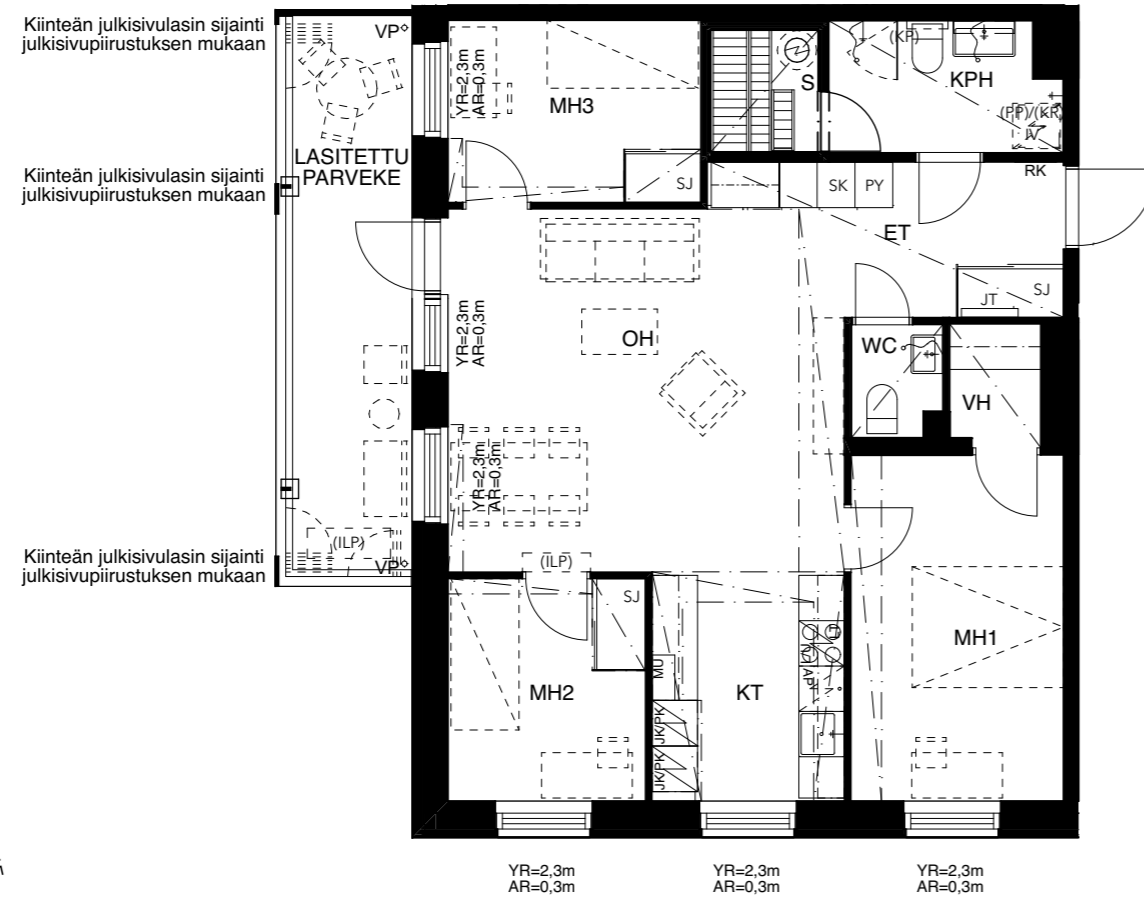 Kiinteän julkisivulasin sijainti
julkisivupiirustuksen mukaan
VP
YR=2,3m
AR=0,3m
MH3
S
(KP)
KPH
(PP)/(KR)
JV
LASITETTU
PARVEKE
Kiinteän julkisivulasin sijainti
julkisivupiirustuksen mukaan
SJ
SK
PY
RK
ET
JT
SJ
YR=2,3m
AR=0,3m
OH
WC
VH
YR=2,3m
AR=0,3m
(ILP)
VP
(ILP)
Kiinteän julkisivulasin sijainti
julkisivupiirustuksen mukaan
SJ
MH2
MU
JK/PK
JK/PK
KT
APK
MH1
YR=2,3m
AR=0,3m
YR=2,3m
AR=0,3m
YR=2,3m
AR=0,3m